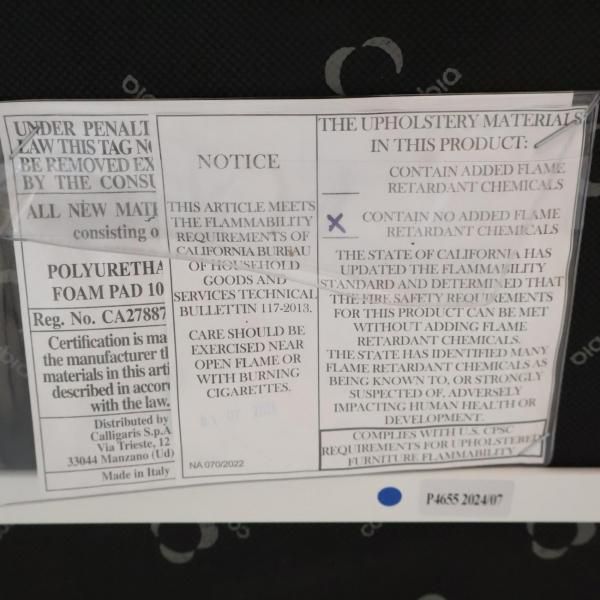 UNDER PENALT
LAW THIS TAG NO
BE REMOVED EX
BY THE CONSU
ALL NEW MATE
consisting o
POLYURETHA
FOAM PAD 10
Reg. No. CA27887
Certification is ma
the manufacturer t
materials in this arti
described in accord
with the law.
Distributed by
Calligaris S.p.A
Via Trieste, 12
33044 Manzano (Ud)
Made in Italy
NOTICE
THIS ARTICLE MEETS
THE FLAMMABILITY
REQUIREMENTS OF
CALIFORNIA BUREAU
OF HOUSEHOLD
GOODS AND
SERVICES TECHNICAL
BULLETTIN 117-2013.
CARE SHOULD BE
EXERCISED NEAR
OPEN FLAME OR
WITH BURNING
CIGARETTES.
NA 070/2022
THE UPHOLSTERY MATERIALS
IN THIS PRODUCT:
CONTAIN ADDED FLAME
RETARDANT CHEMICALS
X CONTAIN NO ADDED FLAME
RETARDANT CHEMICALS
THE STATE OF CALIFORNIA HAS
UPDATED THE FLAMMABILITY
STANDARD AND DETERMINED THAT
THE FIRE SAFETY REQUIREMENTS
FOR THIS PRODUCT CAN BE MET
WITHOUT ADDING FLAME
RETARDANT CHEMICALS.
THE STATE HAS IDENTIFIED MANY
FLAME RETARDANT CHEMICALS AS
BEING KNOWN TO, OR STRONGLY
SUSPECTED OF, ADVERSELY
IMPACTING HUMAN HEALTH OR
DEVELOPMENT.
COMPLIES WITH U.S. CPSC
REQUIREMENTS FOR UPHOLSTERED
FURNITURE FLAMMABILITY
P4655 2024/07